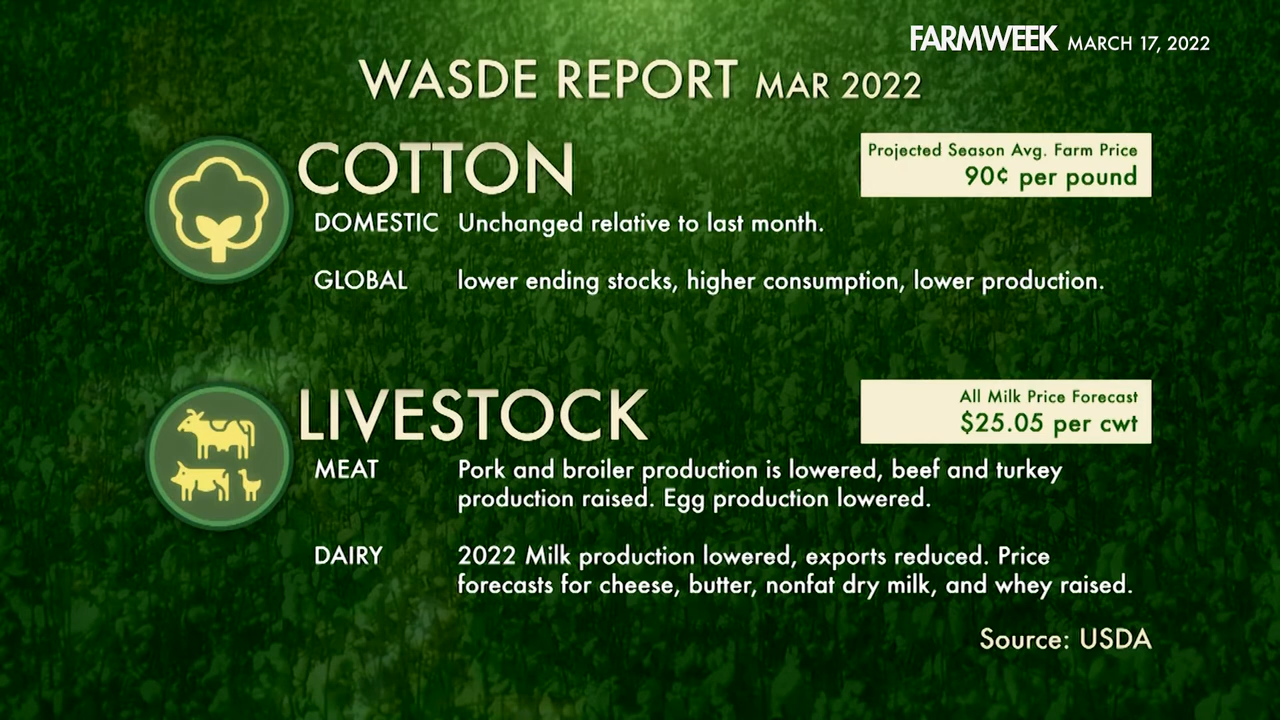 FARMWEEK MARCH 17, 2022
WASDE REPORT MAR 2022
COTTON
Projected Season Avg. Farm Price
90¢ per pound
DOMESTIC Unchanged relative to last month.
GLOBAL lower ending stocks, higher consumption, lower production.
LIVESTOCK
All Milk Price Forecast
$25.05 per cwt
MEAT Pork and broiler production is lowered, beef and turkey
production raised. Egg production lowered.
DAIRY 2022 Milk production lowered, exports reduced. Price
forecasts for cheese, butter, nonfat dry milk, and whey raised.
Source: USDA